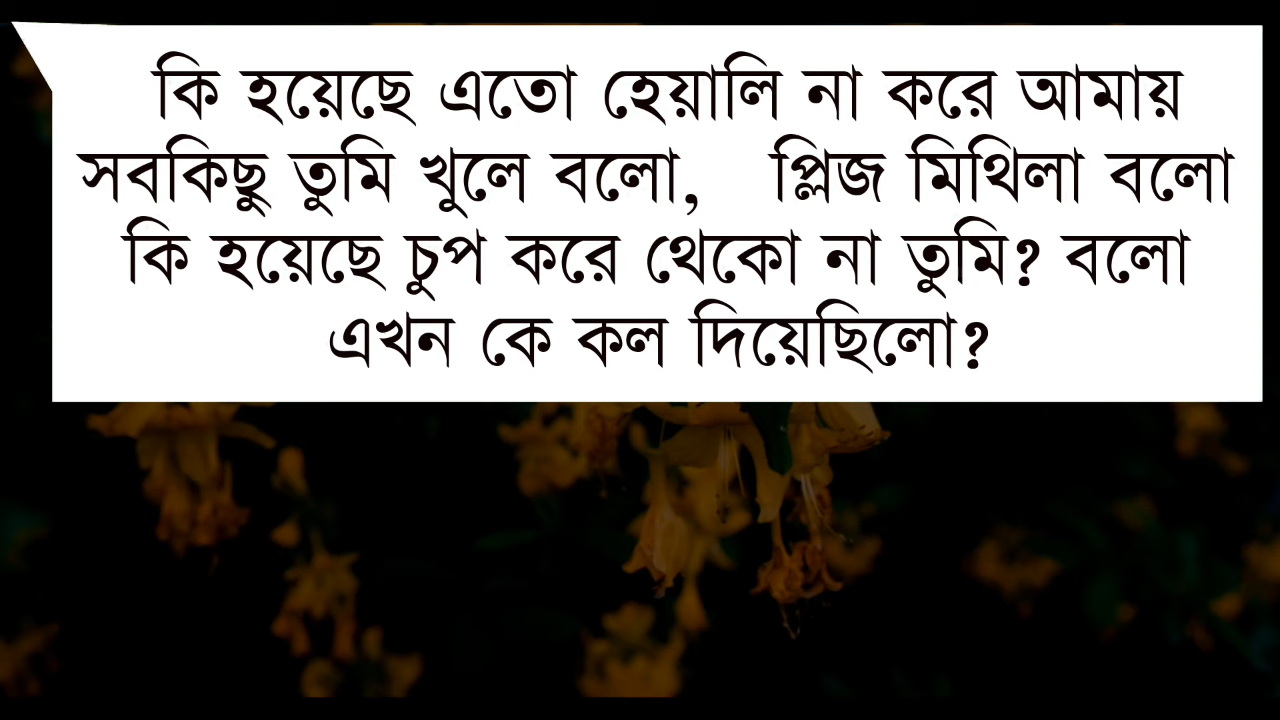 কি হয়েছে এতো হেয়ালি না করে আমায়
সবকিছু তুমি খুলে বলো, প্লিজ মিথিলা বলো
কি হয়েছে চুপ করে থেকো না তুমি? বলো
এখন কে কল দিয়েছিলো?